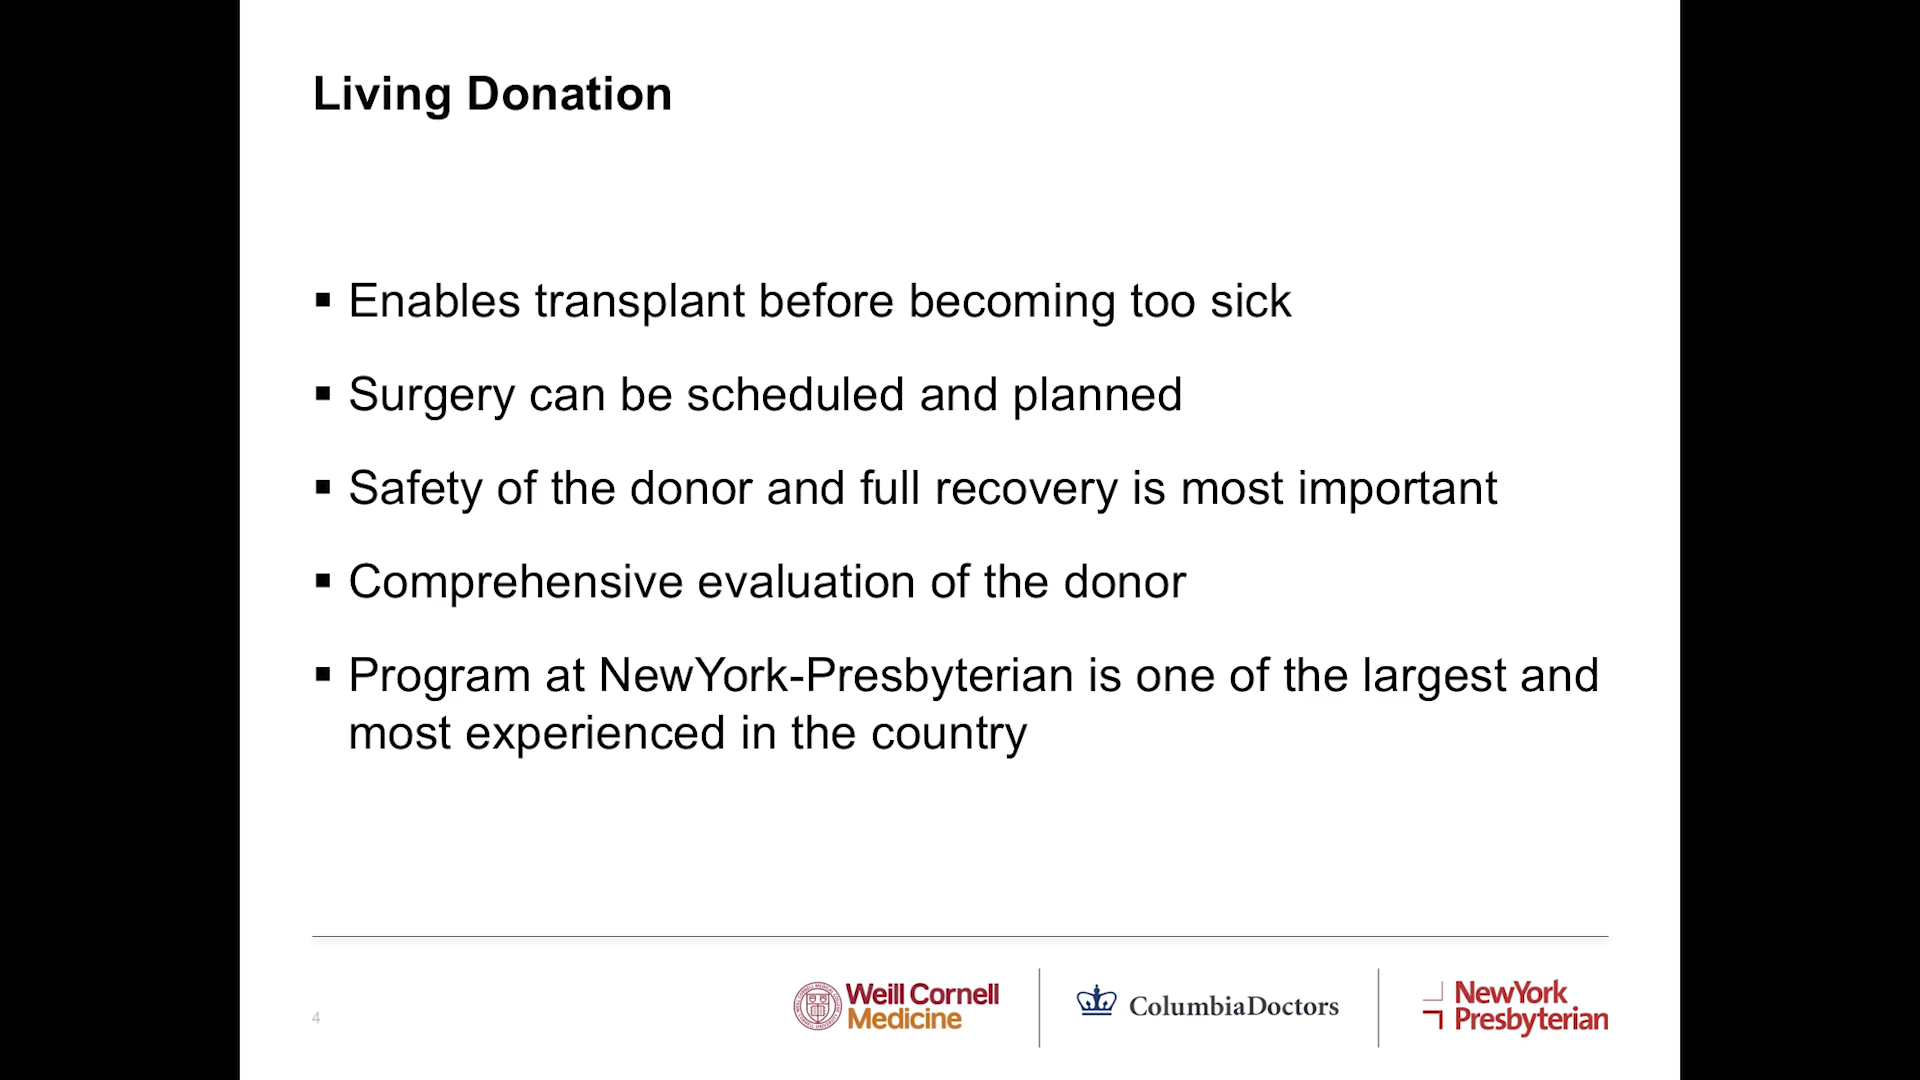 Living Donation
▪ Enables transplant before becoming too sick
▪ Surgery can be scheduled and planned
▪ Safety of the donor and full recovery is most important
▪ Comprehensive evaluation of the donor
▪ Program at NewYork-Presbyterian is one of the largest and
most experienced in the country
4
Weill Cornell
Medicine
ColumbiaDoctors
NewYork
Presbyterian